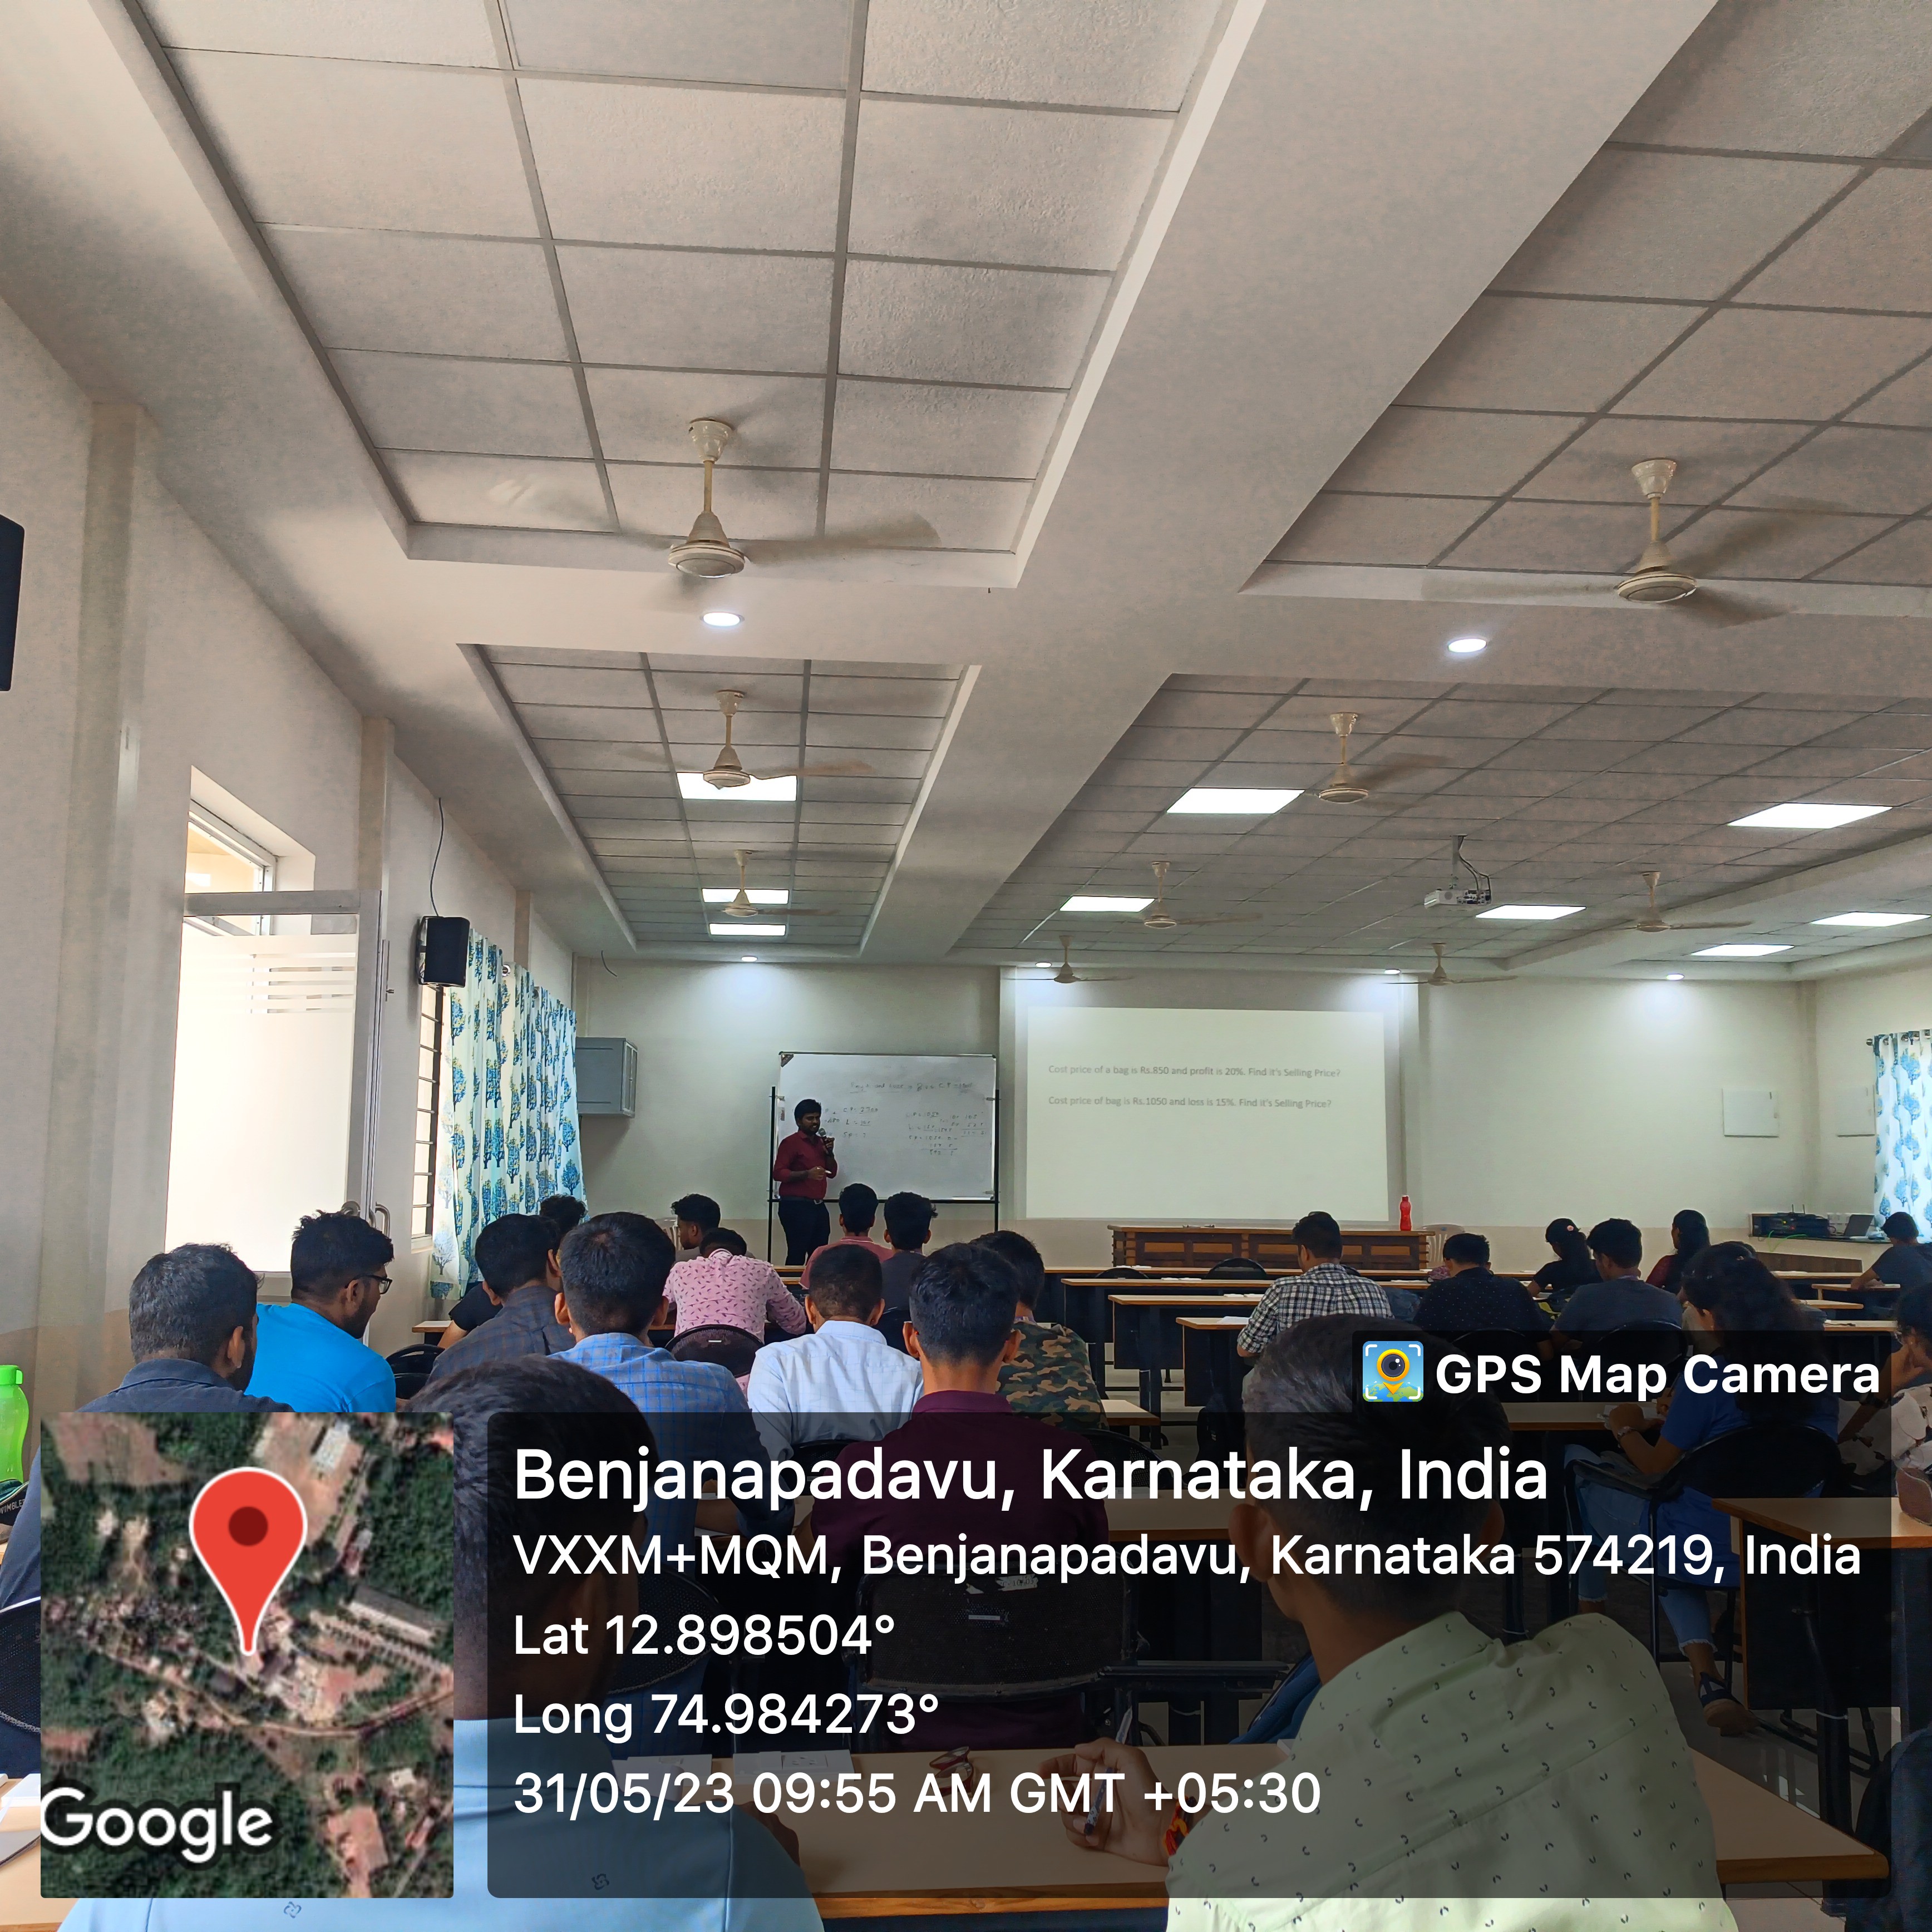 Cost price of a bag is Rs.850 and profit is 20%. Find it's Selling Price?
Cost price of bag is Rs.1050 and loss is 15%. Find it's Selling Price?
GPS Map Camera
Benjanapadavu, Karnataka, India
VXXM+MQM, Benjanapadavu, Karnataka 574219, India
Lat 12.898504°
Long 74.984273°
31/05/23 09:55 AM GMT +05:30
Google